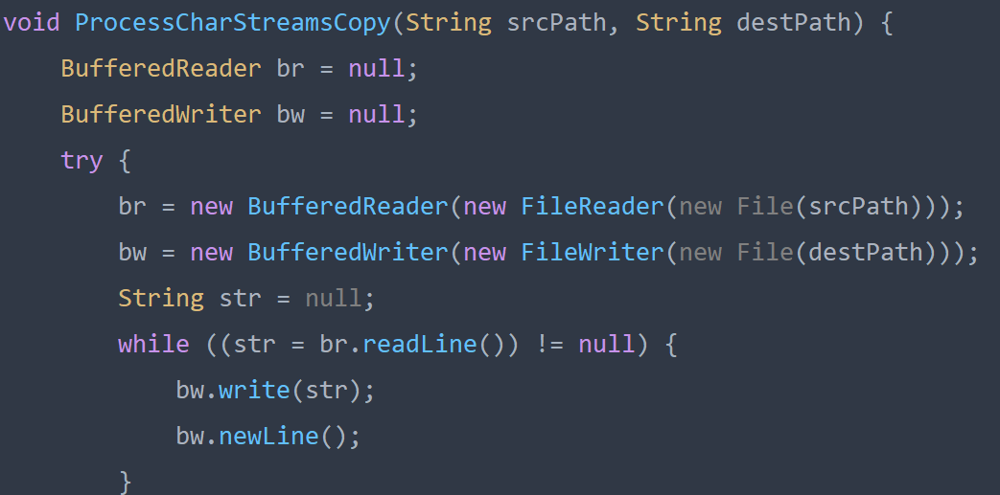 void ProcessCharStreamsCopy(String srcPath, String destPath) {
    BufferedReader br = null;
    BufferedWriter bw = null;
    try {
        br = new BufferedReader(new FileReader(new File(srcPath)));
        bw = new BufferedWriter(new FileWriter(new File(destPath)));
        String str = null;
        while ((str = br.readLine()) != null) {
            bw.write(str);
            bw.newLine();
        }